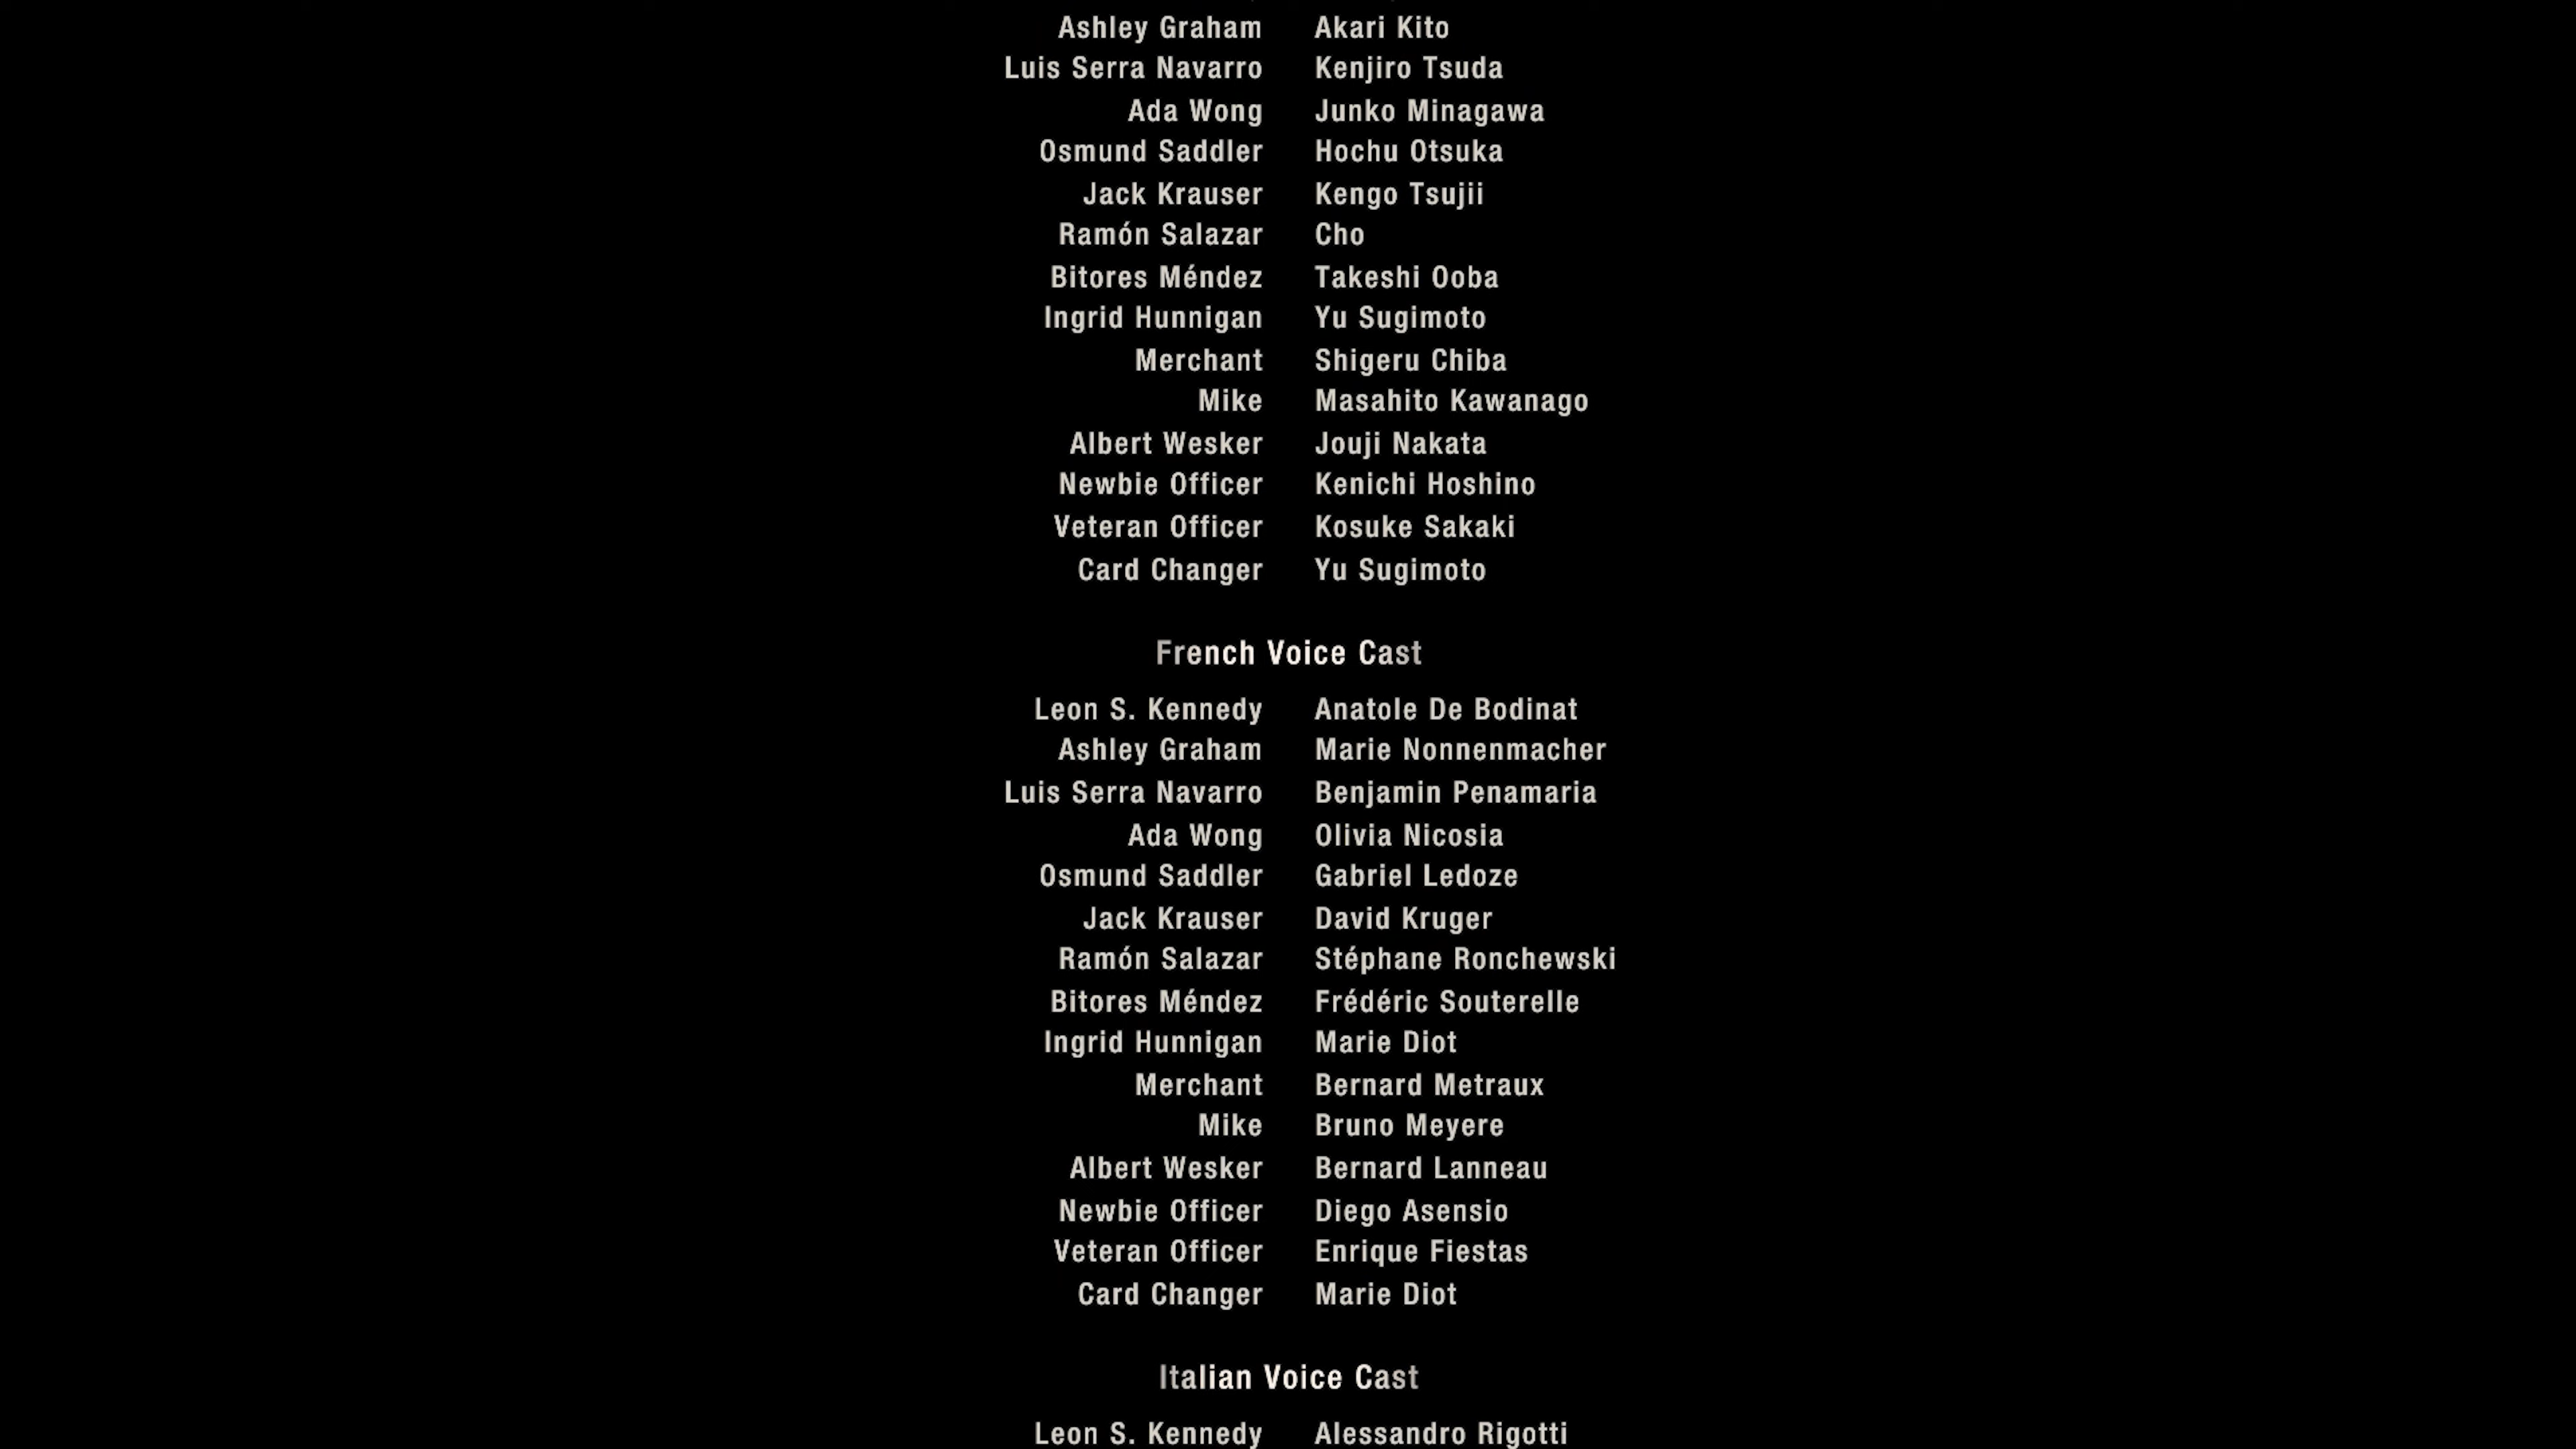 Ashley Graham Akari Kito
Luis Serra Navarro Kenjiro Tsuda
Ada Wong Junko Minagawa
Osmund Saddler Hochu Otsuka
Jack Krauser Kengo Tsujii
Ramón Salazar Cho
Bitores Méndez Takeshi Ooba
Ingrid Hunnigan Yu Sugimoto
Merchant Shigeru Chiba
Mike Masahito Kawanago
Albert Wesker Jouji Nakata
Newbie Officer Kenichi Hoshino
Veteran Officer Kosuke Sakaki
Card Changer Yu Sugimoto
French Voice Cast
Leon S. Kennedy Anatole De Bodinat
Ashley Graham Marie Nonnenmacher
Luis Serra Navarro Benjamin Penamaria
Ada Wong Olivia Nicosia
Osmund Saddler Gabriel Ledoze
Jack Krauser David Kruger
Ramón Salazar Stéphane Ronchewski
Bitores Méndez Frédéric Souterelle
Ingrid Hunnigan Marie Diot
Merchant Bernard Metraux
Mike Bruno Meyere
Albert Wesker Bernard Lanneau
Newbie Officer Diego Asensio
Veteran Officer Enrique Fiestas
Card Changer Marie Diot
Italian Voice Cast
Leon S. Kennedy Alessandro Rigotti